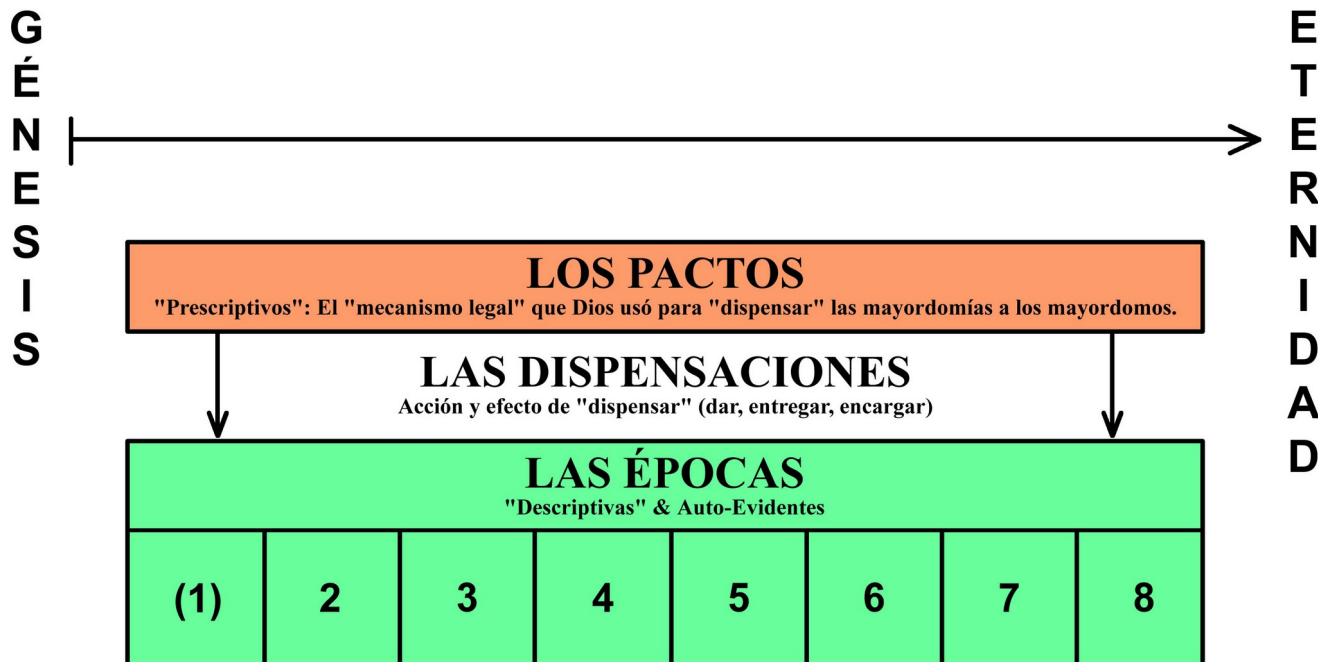 GÉNESIS
ETERNIDAD
LOS PACTOS
"Prescriptivos": El "mecanismo legal" que Dios usó para "dispensar" las mayordomías a los mayordomos.
LAS DISPENSACIONES
Acción y efecto de "dispensar" (dar, entregar, encargar)
LAS ÉPOCAS
"Descriptivas" & Auto-Evidentes
(1) 2 3 4 5 6 7 8